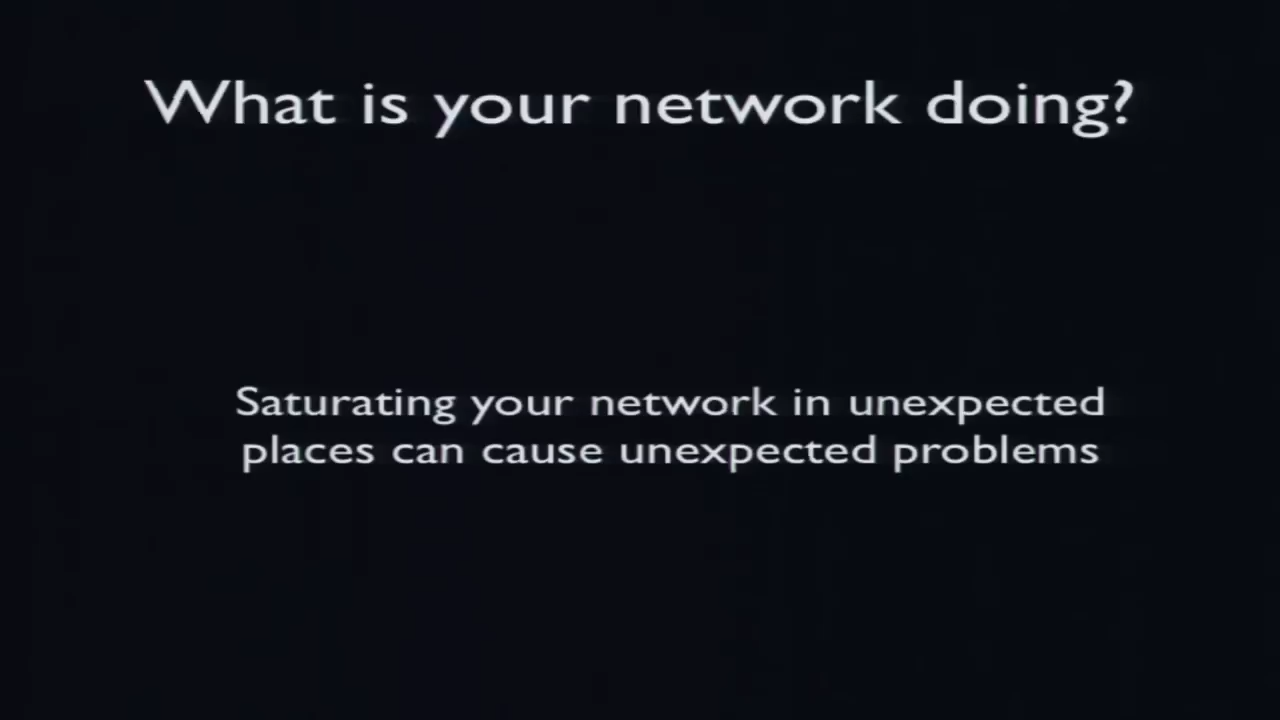 What is your network doing?
Saturating your network in unexpected
places can cause unexpected problems